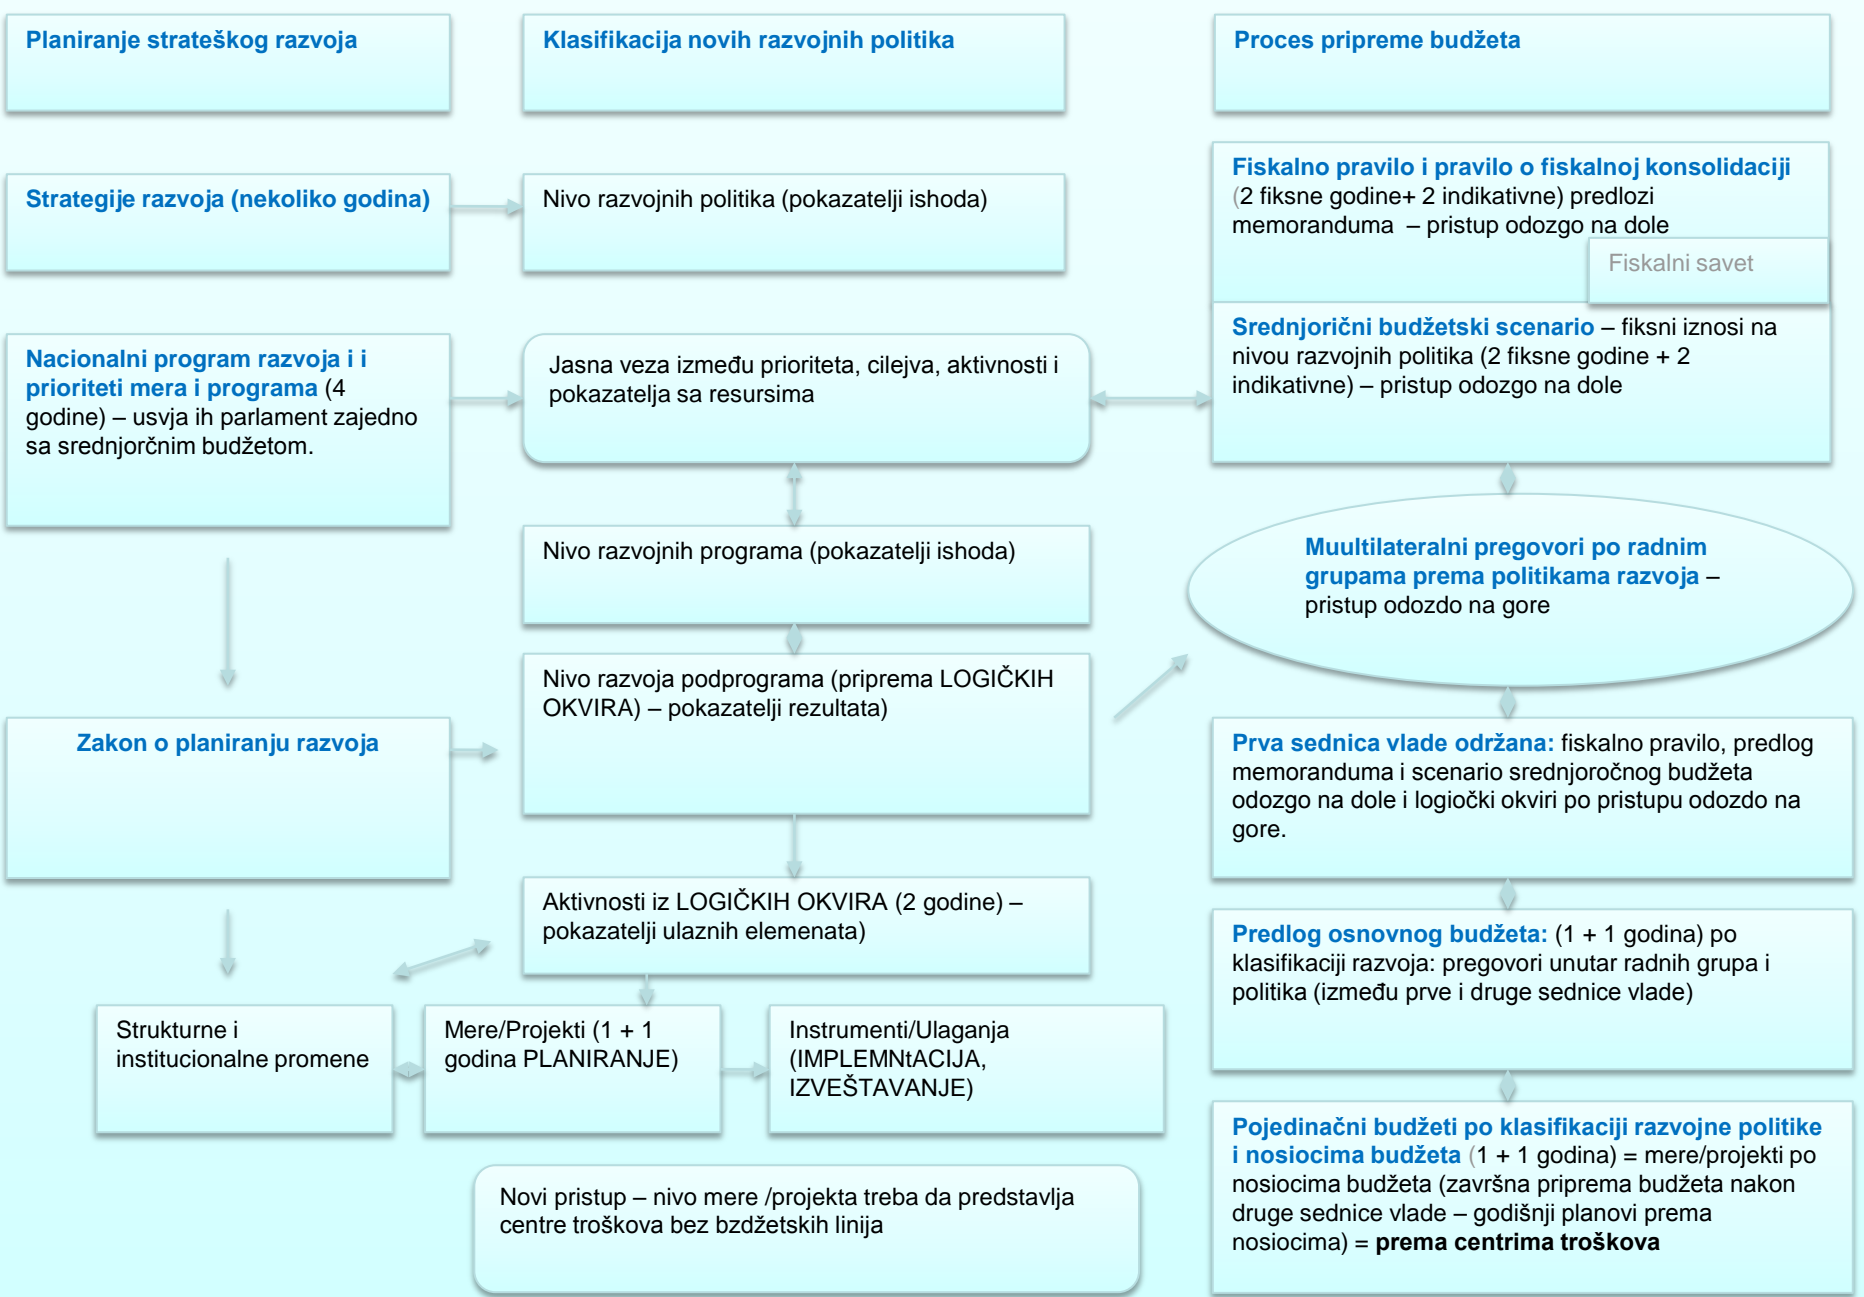 Planiranje strateškog razvoja
Klasifikacija novih razvojnih politika
Proces pripreme budžeta
Strategije razvoja (nekoliko godina)
Nivo razvojnih politika (pokazatelji ishoda)
Fiskalno pravilo i pravilo o fiskalnoj konsolidaciji
(2 fiksne godine+ 2 indikativne) predlozi
memoranduma – pristup odozgo na dole
Fiskalni savet
Nacionalni program razvoja i i
prioriteti mera i programa (4
godine) – usvja ih parlament zajedno
sa srednjorčnim budžetom.
Jasna veza između prioriteta, cilejva, aktivnosti i
pokazatelja sa resursima
Srednjorični budžetski scenario – fiksni iznosi na
nivou razvojnih politika (2 fiksne godine + 2
indikativne) – pristup odozgo na dole
Nivo razvojnih programa (pokazatelji ishoda)
Muultilateralni pregovori po radnim
grupama prema politikama razvoja –
pristup odozdo na gore
Nivo razvoja podprograma (priprema LOGIČKIH
OKVIRA) – pokazatelji rezultata)
Zakon o planiranju razvoja
Prva sednica vlade održana: fiskalno pravilo, predlog
memoranduma i scenario srednjoročnog budžeta
odozgo na dole i logiočki okviri po pristupu odozdo na
gore.
Aktivnosti iz LOGIČKIH OKVIRA (2 godine) –
pokazatelji ulaznih elemenata)
Predlog osnovnog budžeta: (1 + 1 godina) po
klasifikaciji razvoja: pregovori unutar radnih grupa i
politika (između prve i druge sednice vlade)
Strukturne i
institucionalne promene
Mere/Projekti (1 + 1
godina PLANIRANJE)
Instrumenti/Ulaganja
(IMPLEMNtACIJA,
IZVEŠTAVANJE)
Pojedinačni budžeti po klasifikaciji razvojne politike
i nosiocima budžeta (1 + 1 godina) = mere/projekti po
nosiocima budžeta (završna priprema budžeta nakon
druge sednice vlade – godišnji planovi prema
nosiocima) = prema centrima troškova
Novi pristup – nivo mere /projekta treba da predstavlja
centre troškova bez bzdžetskih linija